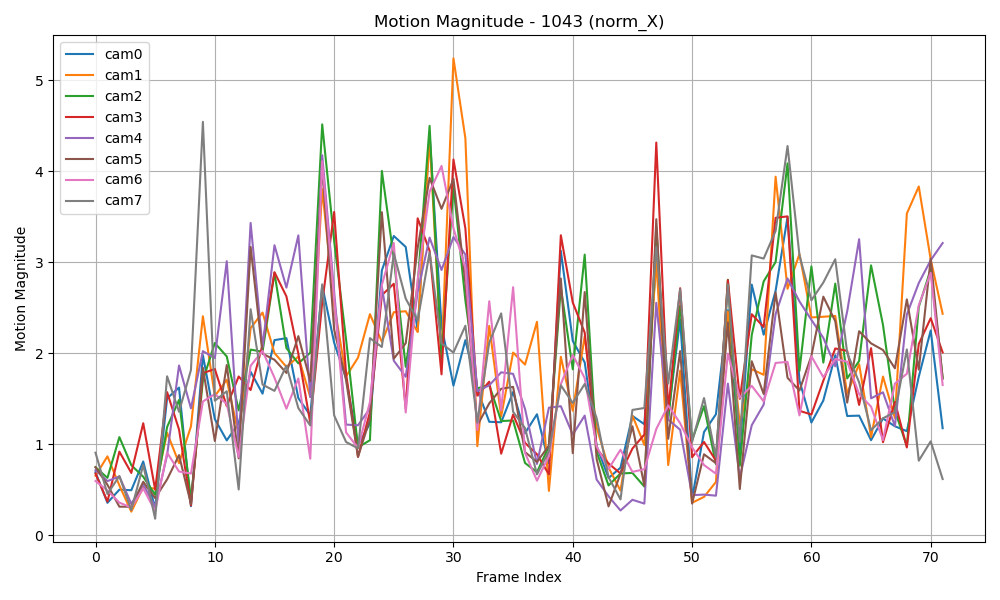 Motion Magnitude - 1043 (norm_X)
cam0
cam1
cam2
cam3
cam4
cam5
cam6
cam7
Motion Magnitude
5
4
3
2
1
0
0 10 20 30 40 50 60 70
Frame Index